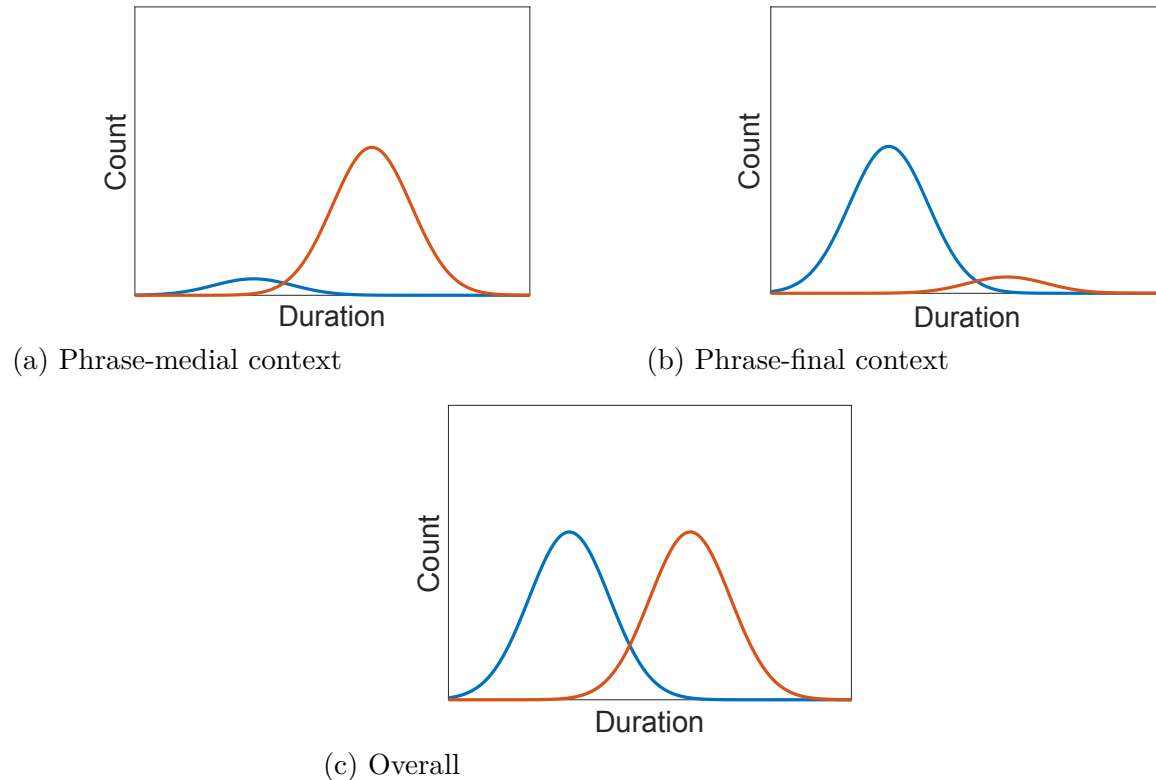 Count
Duration
(a) Phrase-medial context
Count
Duration
(b) Phrase-final context
Count
Duration
(c) Overall